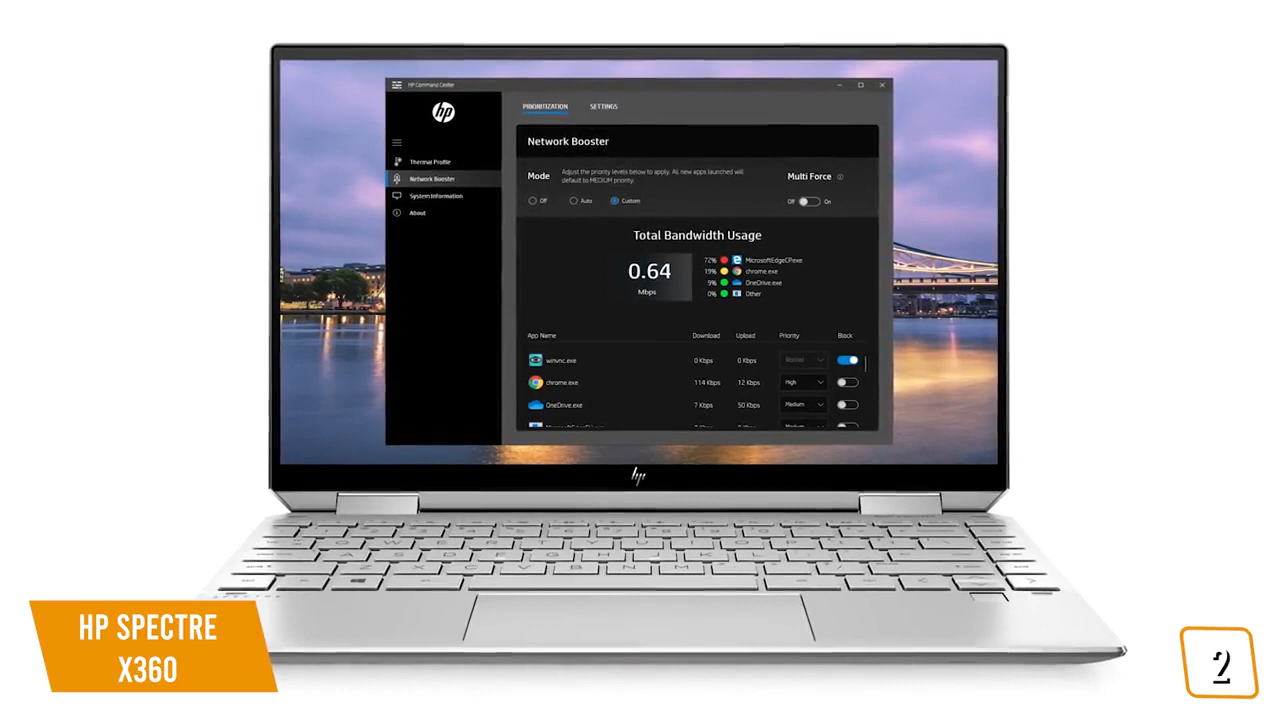 HP Command Center
hp
PRIORITIZATION SETTINGS
Network Booster
Thermal Profile
Network Booster
System Information
About
Mode
Adjust the priority levels below to apply. All new apps launched will
default to MEDIUM priority.
Multi Force
Off Auto Custom
Off On
Total Bandwidth Usage
0.64
Mbps
72% MicrosoftEdgeCP.exe
19% chrome.exe
9% OneDrive.exe
0% Other
App Name Download Upload Priority Block
winvnc.exe 0 Kbps 0 Kbps
chrome.exe 114 Kbps 12 Kbps High
OneDrive.exe 7 Kbps 50 Kbps Medium
hp
Q W E R T Y U I O P
A S D F G H J K L
Z X C V B N M
HP SPECTRE
X360
2